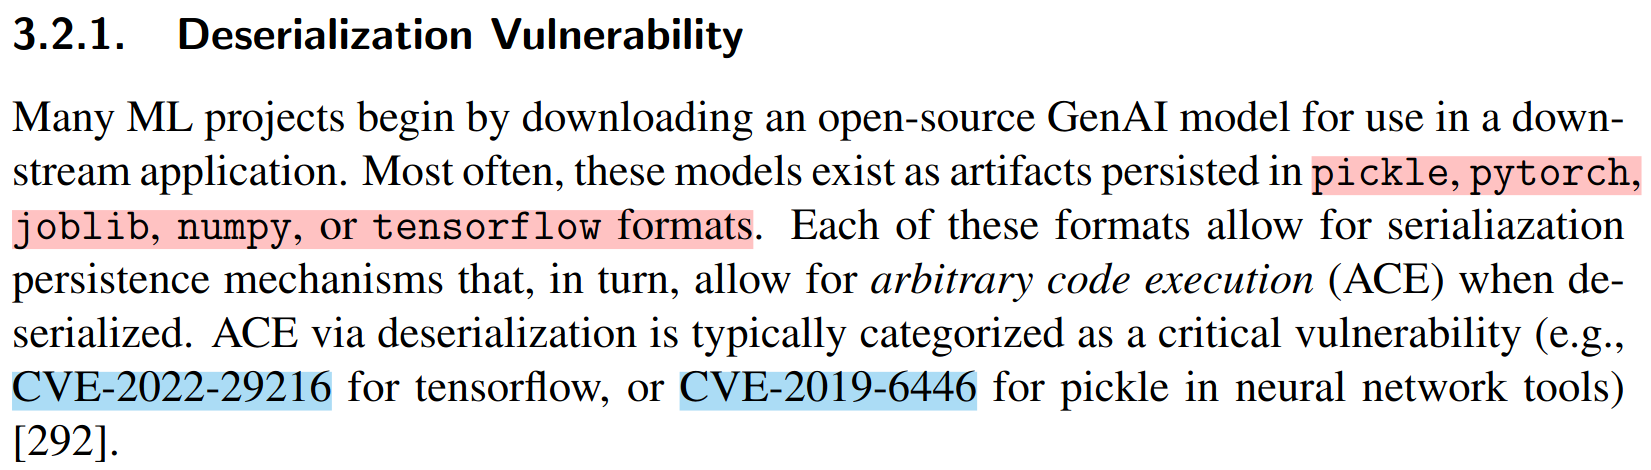 3.2.1. Deserialization Vulnerability
Many ML projects begin by downloading an open-source GenAI model for use in a down-
stream application. Most often, these models exist as artifacts persisted in pickle, pytorch,
joblib, numpy, or tensorflow formats. Each of these formats allow for serialiazation
persistence mechanisms that, in turn, allow for arbitrary code execution (ACE) when de-
serialized. ACE via deserialization is typically categorized as a critical vulnerability (e.g.,
CVE-2022-29216 for tensorflow, or CVE-2019-6446 for pickle in neural network tools)
[292].